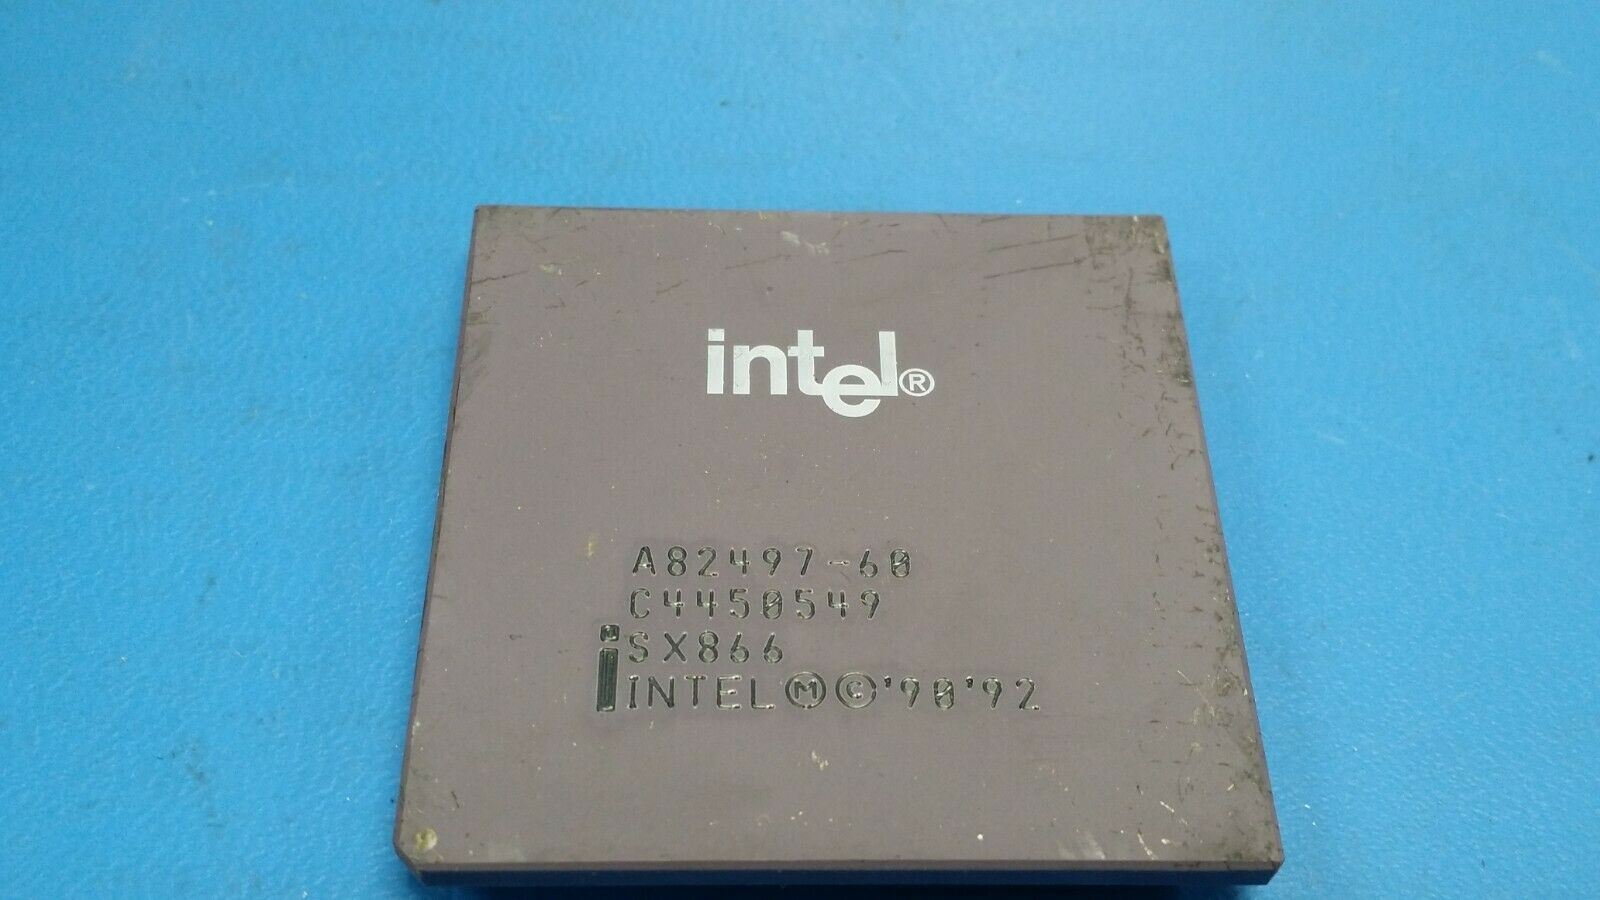 intel®
A82497-60
C4450549
SX866
INTEL Ⓜ © '90 '92